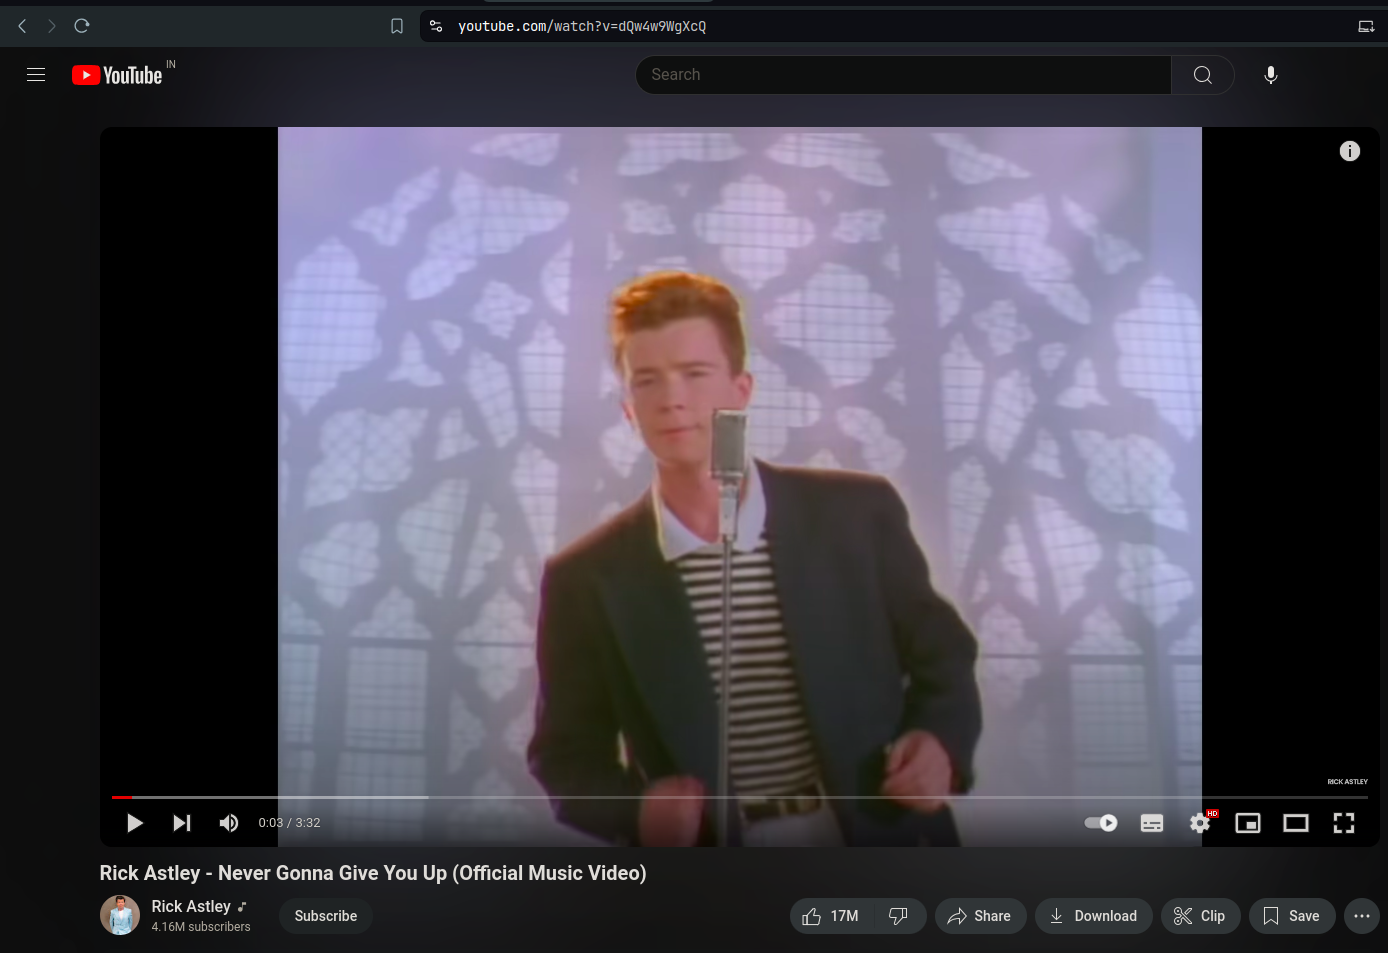 youtube.com/watch?v=dQw4w9WgXcQ
YouTube IN
Search
RICK ASTLEY
0:03 / 3:32
HD
Rick Astley - Never Gonna Give You Up (Official Music Video)
Rick Astley
4.16M subscribers
Subscribe
17M
Share
Download
Clip
Save